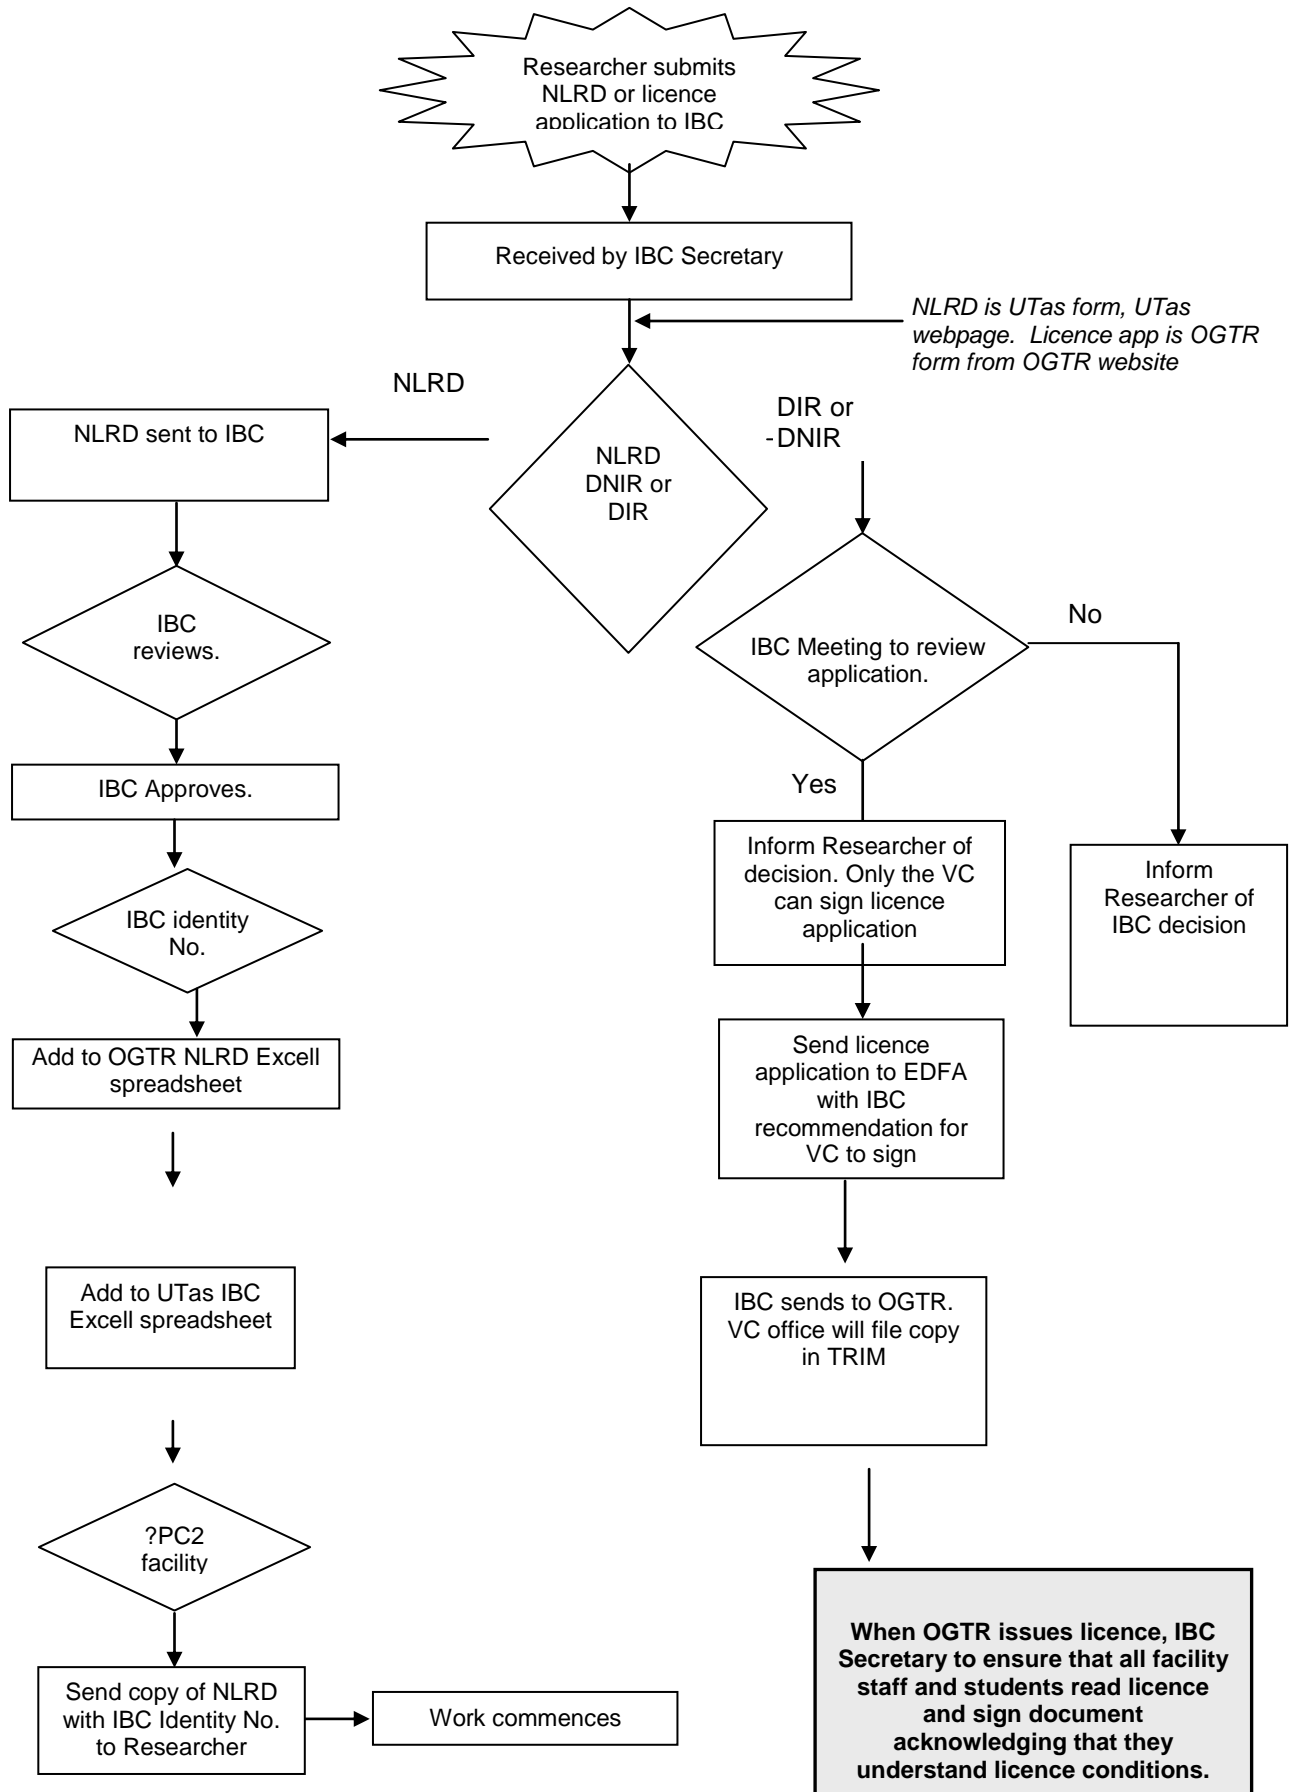 Researcher submits
NLRD or licence
application to IBC
Received by IBC Secretary
NLRD is UTas form, UTas
webpage. Licence app is OGTR
form from OGTR website
NLRD
DIR or
-DNIR
NLRD sent to IBC
NLRD
DNIR or
DIR
IBC
reviews.
No
IBC Meeting to review
application.
IBC Approves.
Yes
Inform Researcher of
decision. Only the VC
can sign licence
application
Inform
Researcher of
IBC decision
IBC identity
No.
Add to OGTR NLRD Excell
spreadsheet
Send licence
application to EDFA
with IBC
recommendation for
VC to sign
Add to UTas IBC
Excell spreadsheet
IBC sends to OGTR.
VC office will file copy
in TRIM
?PC2
facility
When OGTR issues licence, IBC
Secretary to ensure that all facility
staff and students read licence
and sign document
acknowledging that they
understand licence conditions.
Send copy of NLRD
with IBC Identity No.
to Researcher
Work commences